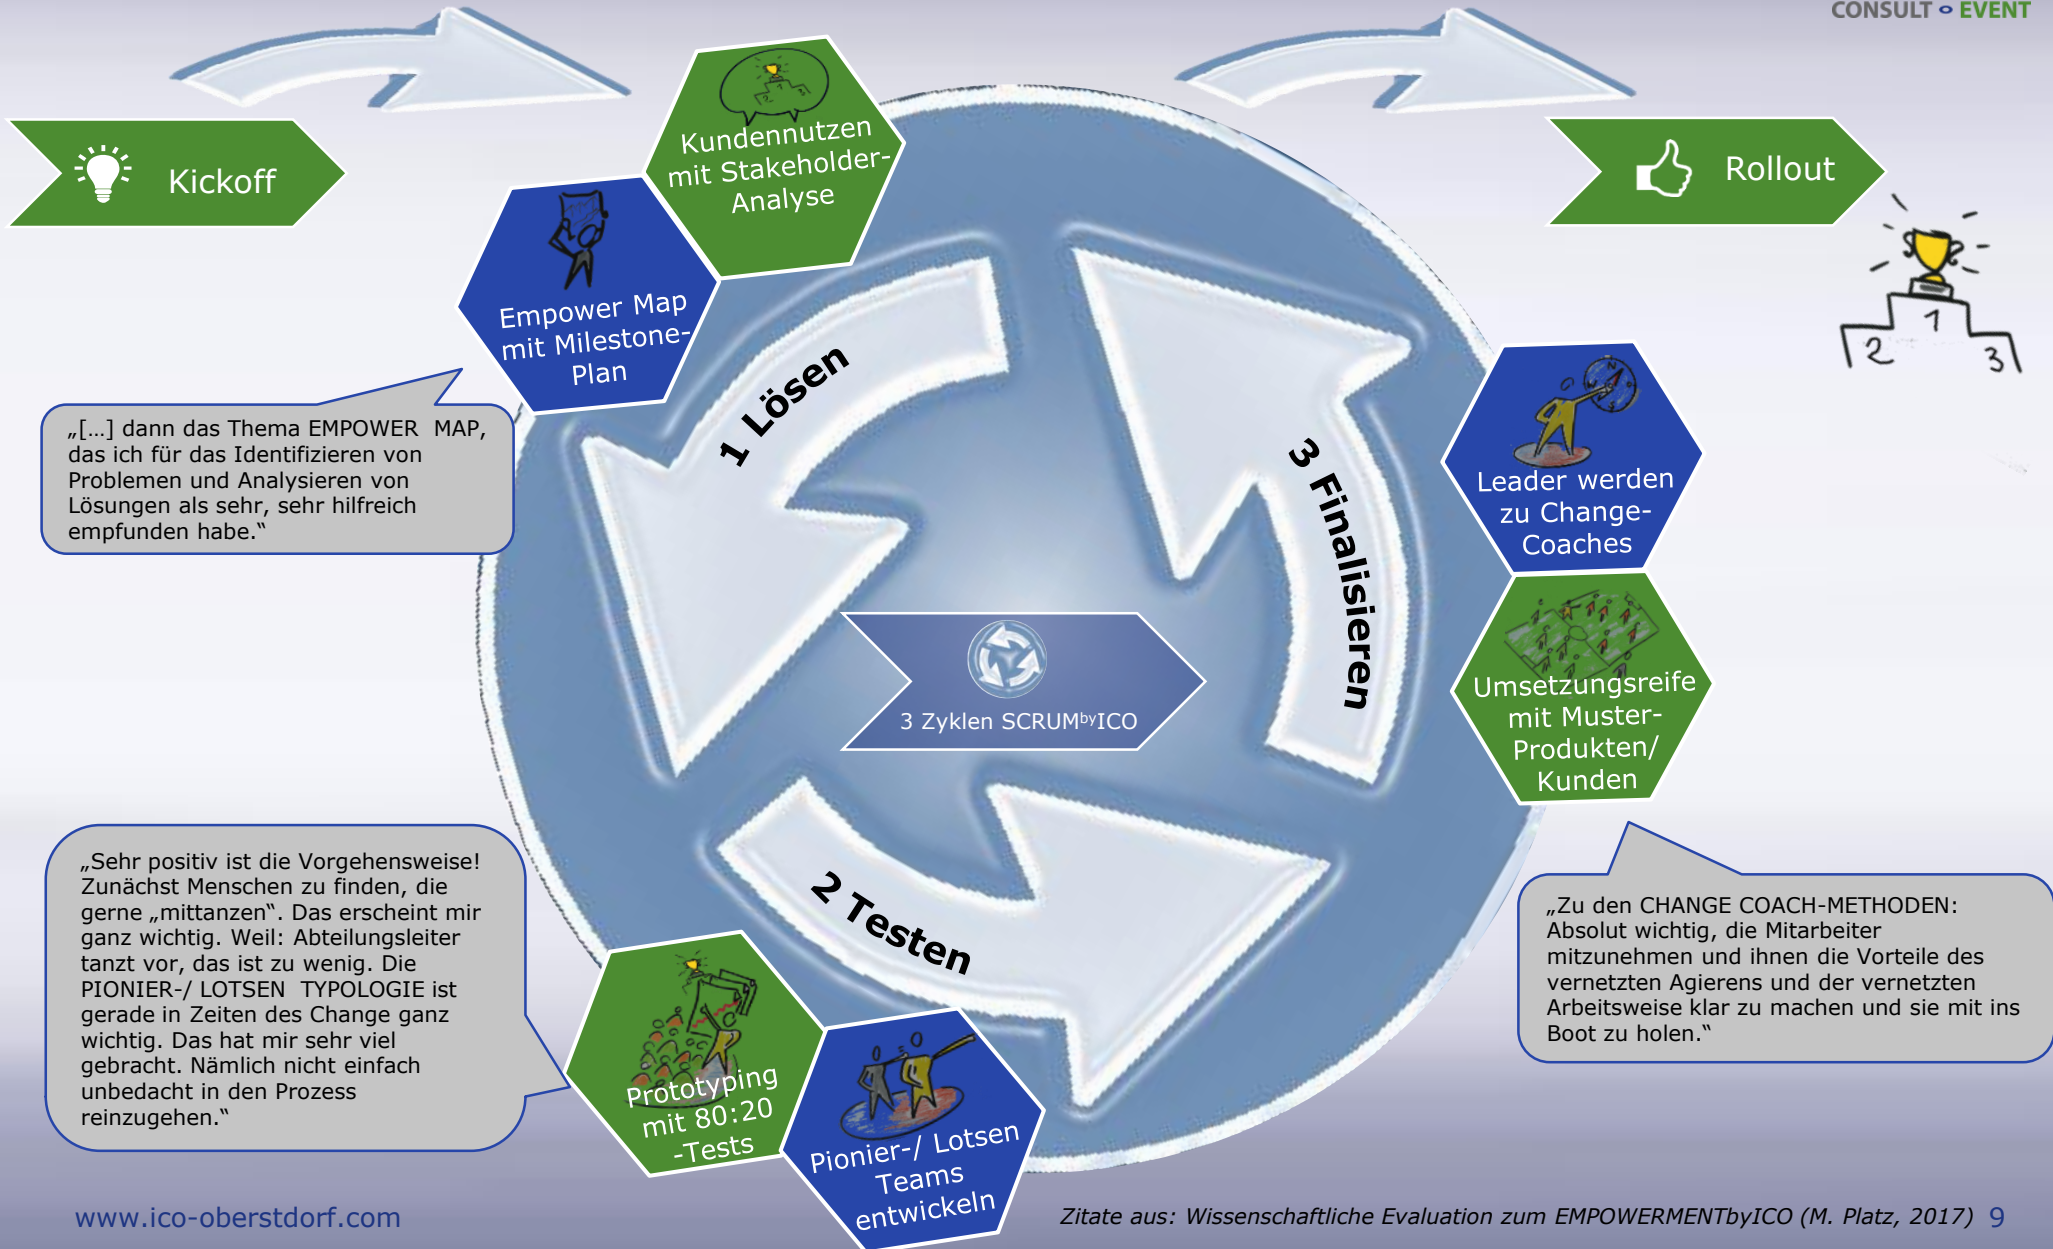 CONSULT EVENT
Kickoff
Kundennutzen
mit Stakeholder-
Analyse
Rollout
Empower Map
mit Milestone-
Plan
1
2
3
1 Lösen
3 Finalisieren
2 Testen
Leader werden
zu Change-
Coaches
Umsetzungsreife
mit Muster-
Produkten/
Kunden
„[…] dann das Thema EMPOWER MAP,
das ich für das Identifizieren von
Problemen und Analysieren von
Lösungen als sehr, sehr hilfreich
empfunden habe.“
3 Zyklen SCRUMbyICO
„Sehr positiv ist die Vorgehensweise!
Zunächst Menschen zu finden, die
gerne „mittanzen“. Das erscheint mir
ganz wichtig. Weil: Abteilungsleiter
tanzt vor, das ist zu wenig. Die
PIONIER-/ LOTSEN TYPOLOGIE ist
gerade in Zeiten des Change ganz
wichtig. Das hat mir sehr viel
gebracht. Nämlich nicht einfach
unbedacht in den Prozess
reinzugehen.“
Prototyping
mit 80:20
-Tests
Pionier-/ Lotsen
Teams
entwickeln
„Zu den CHANGE COACH-METHODEN:
Absolut wichtig, die Mitarbeiter
mitzunehmen und ihnen die Vorteile des
vernetzten Agierens und der vernetzten
Arbeitsweise klar zu machen und sie mit ins
Boot zu holen.“
www.ico-oberstdorf.com
Zitate aus: Wissenschaftliche Evaluation zum EMPOWERMENTbyICO (M. Platz, 2017) 9